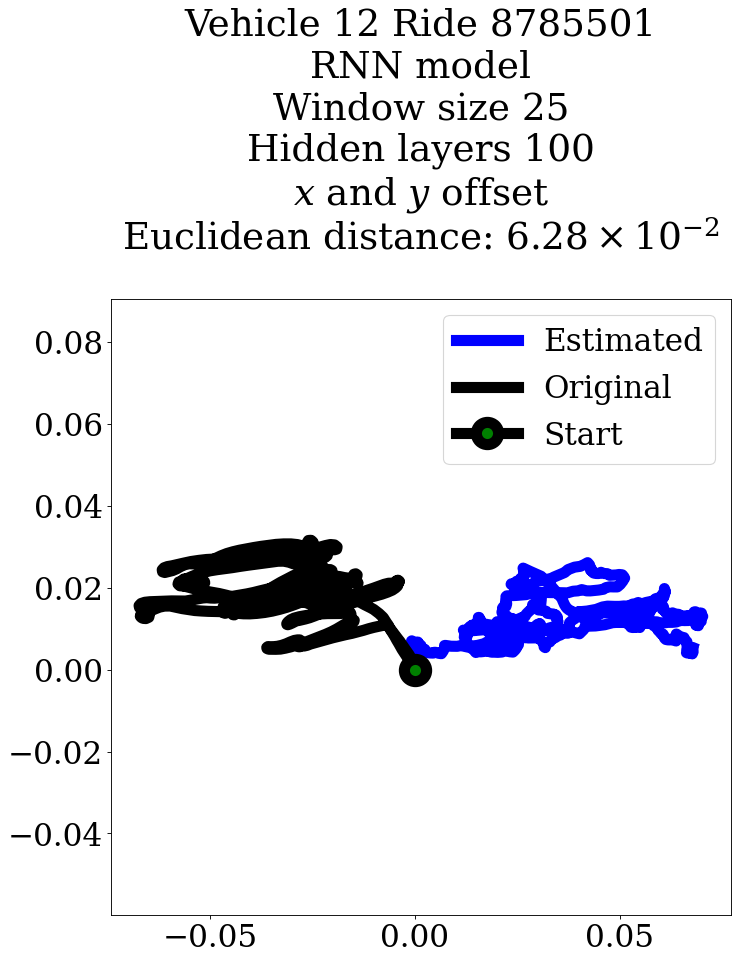 Vehicle 12 Ride 8785501
RNN model
Window size 25
Hidden layers 100
x and y offset
Euclidean distance: 6.28 × 10⁻²
Estimated
Original
Start
0.08
0.06
0.04
0.02
0.00
−0.02
−0.04
−0.05 0.00 0.05